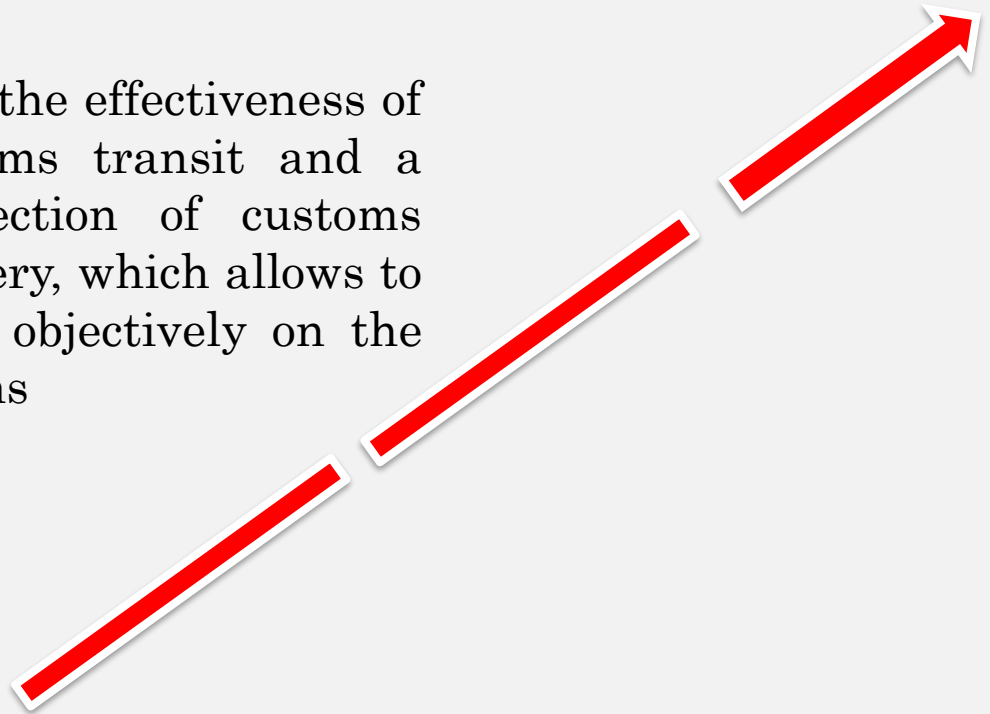 the effectiveness of
ms transit and a
ection of customs
ery, which allows to
objectively on the
ns